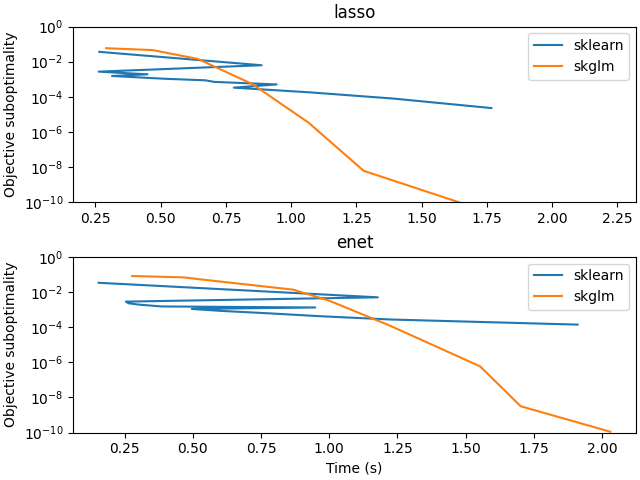 lasso
Objective suboptimality
10^0
10^-2
10^-4
10^-6
10^-8
10^-10
sklearn
skglm
0.25 0.50 0.75 1.00 1.25 1.50 1.75 2.00 2.25
enet
Objective suboptimality
10^0
10^-2
10^-4
10^-6
10^-8
10^-10
sklearn
skglm
0.25 0.50 0.75 1.00 1.25 1.50 1.75 2.00
Time (s)